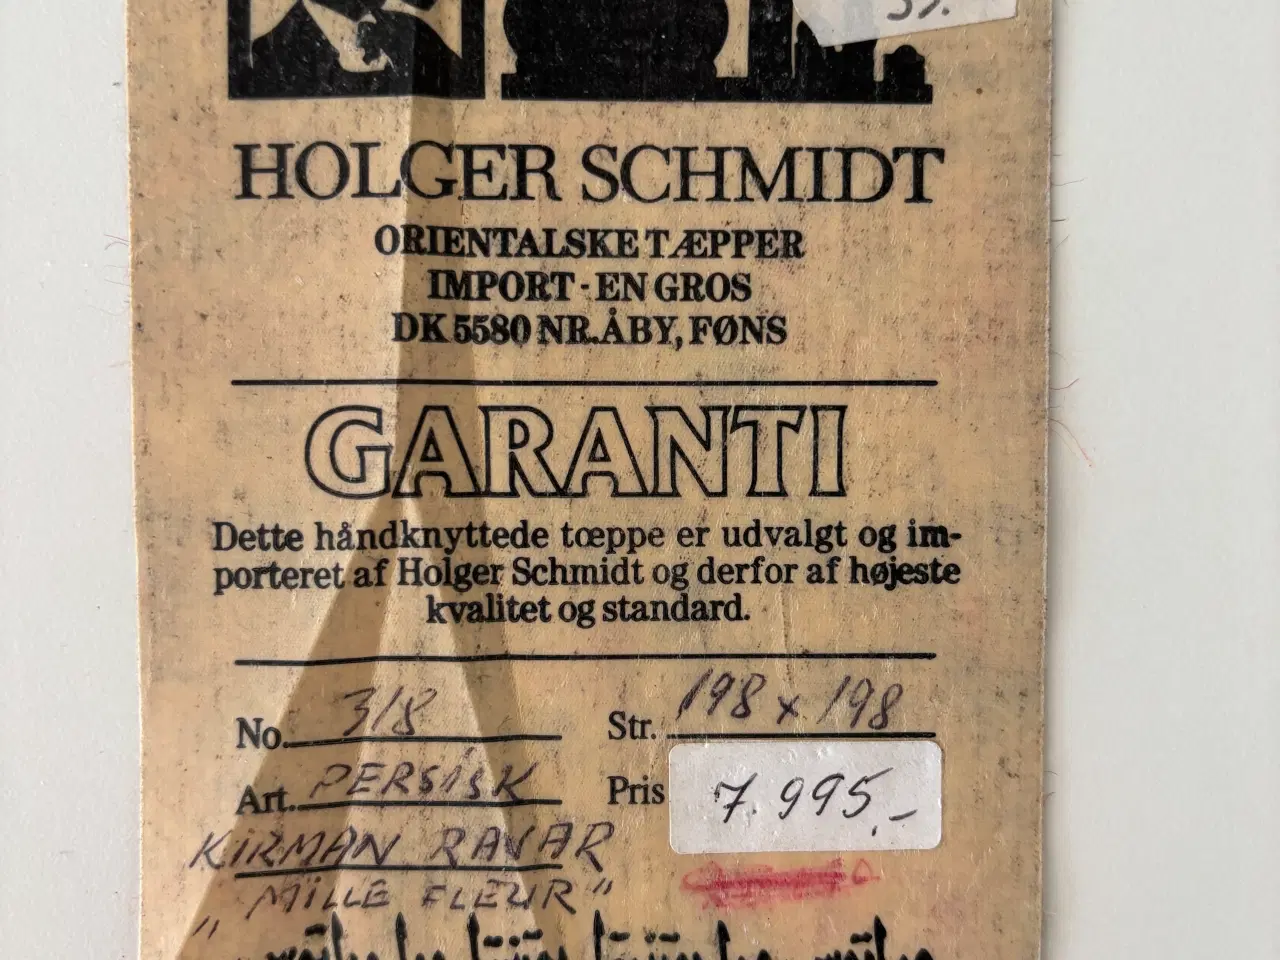 HOLGER SCHMIDT
ORIENTALSKE TÆPPER
IMPORT - EN GROS
DK 5580 NR. ÅBY, FØNS
GARANTI
Dette håndknyttede tæppe er udvalgt og im-
porteret af Holger Schmidt og derfor af højeste
kvalitet og standard.
No. 318 Str. 198 x 198
Art. PERSISK Pris 7.995,-
KIRMAN RAVAR
"MILLE FLEUR"